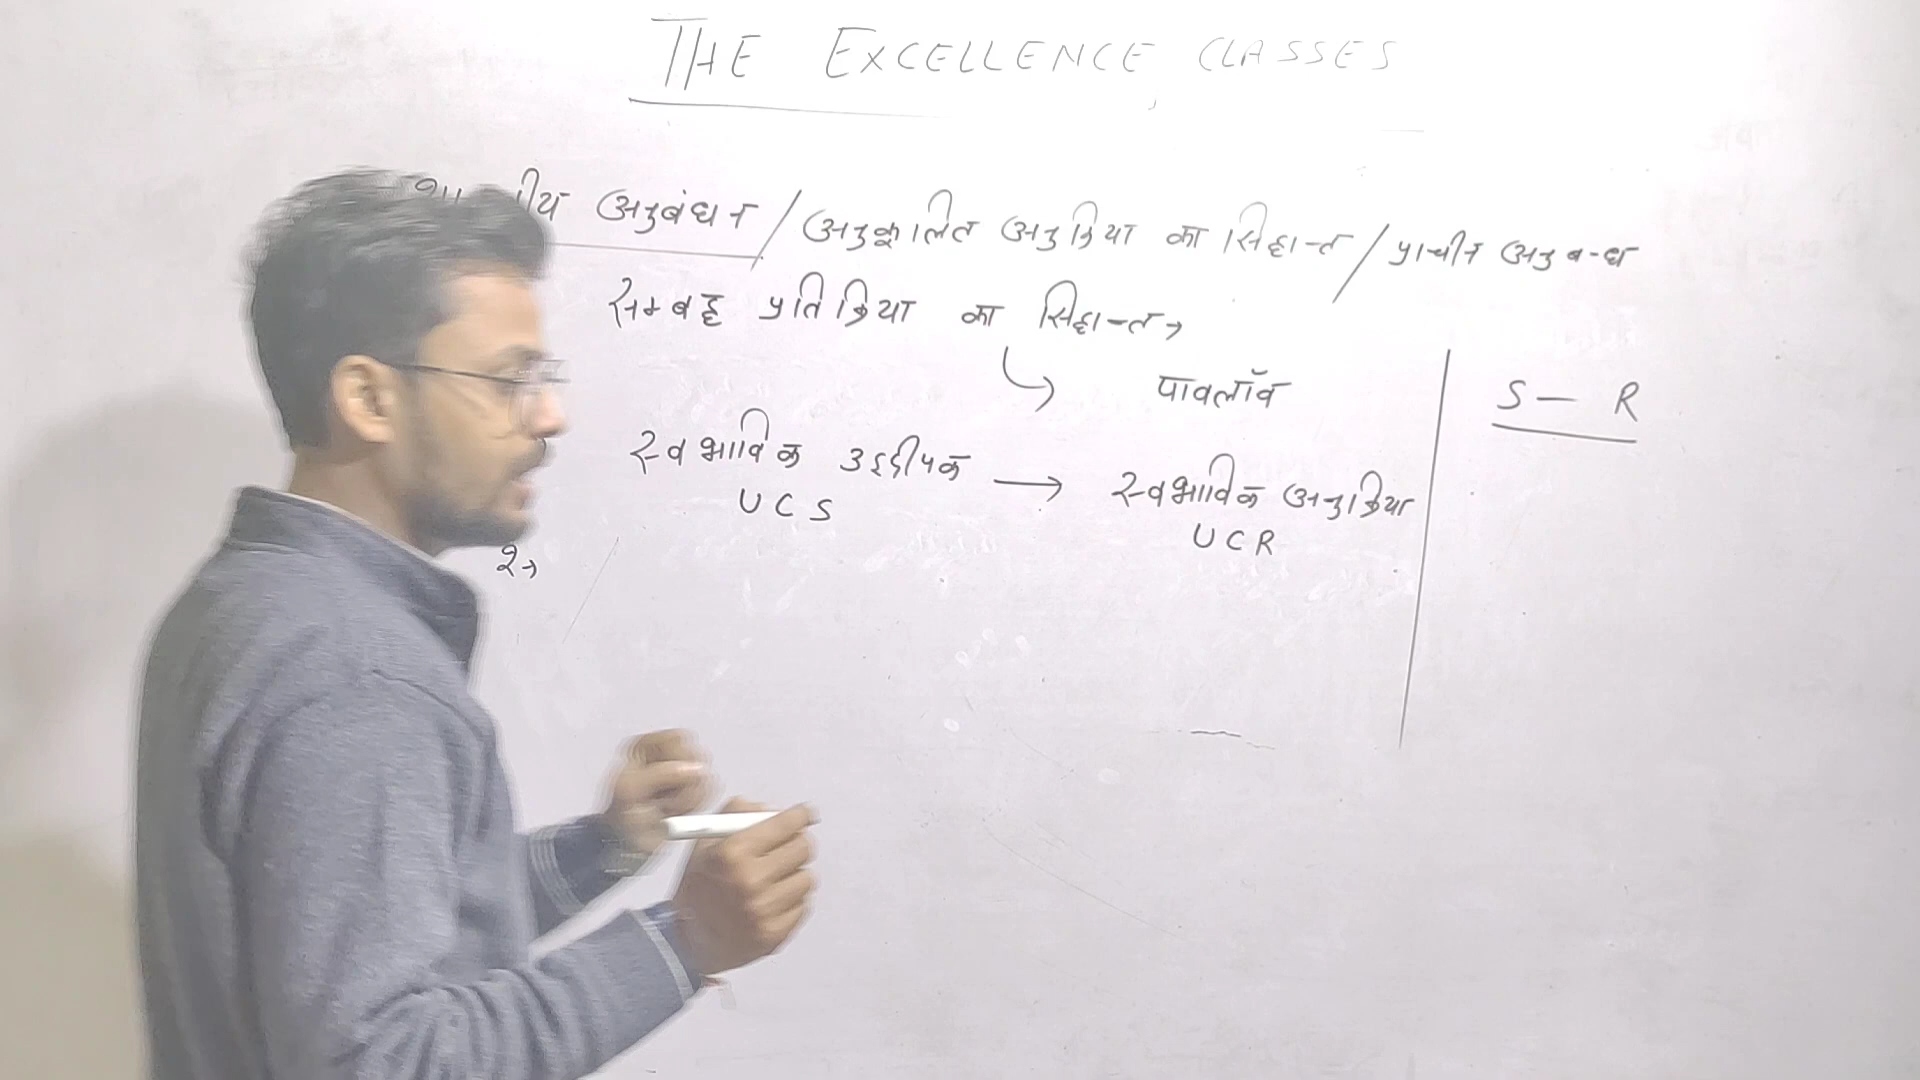 THE EXCELLENCE CLASSES
अनुबंधन / अनुकूलित अनुक्रिया का सिद्धान्त / प्राचीन अनुबन्ध
सम्बद्ध प्रतिक्रिया का सिद्धान्त →
पावलॉव
S — R
स्वभाविक उद्दीपक → स्वभाविक अनुक्रिया
UCS UCR
२→